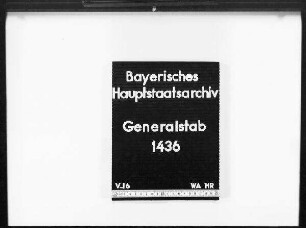 Bayerisches
Hauptstaatsarchiv
Generalstab
1436
V.16 WA HR